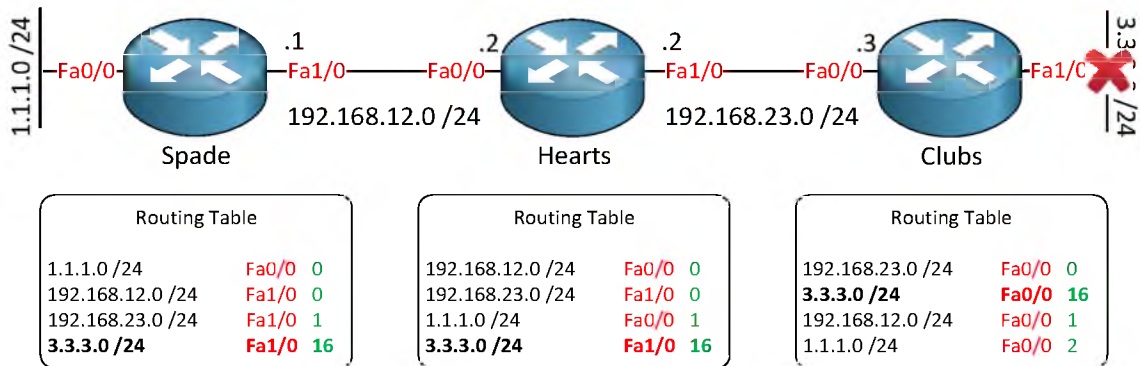 1.1.1.0 /24
Fa0/0
.1
Fa1/0
192.168.12.0 /24
Spade
.2
Fa0/0
.2
Fa1/0
192.168.23.0 /24
Hearts
.3
Fa0/0
Fa1/0
Clubs
/24
Routing Table
1.1.1.0 /24 Fa0/0 0
192.168.12.0 /24 Fa1/0 0
192.168.23.0 /24 Fa1/0 1
3.3.3.0 /24 Fa1/0 16
Routing Table
192.168.12.0 /24 Fa0/0 0
192.168.23.0 /24 Fa1/0 0
1.1.1.0 /24 Fa0/0 1
3.3.3.0 /24 Fa1/0 16
Routing Table
192.168.23.0 /24 Fa0/0 0
3.3.3.0 /24 Fa0/0 16
192.168.12.0 /24 Fa0/0 1
1.1.1.0 /24 Fa0/0 2